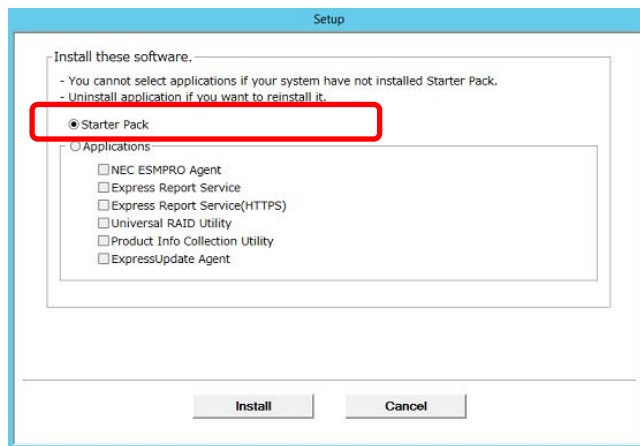 Setup
Install these software.
- You cannot select applications if your system have not installed Starter Pack.
- Uninstall application if you want to reinstall it.
Starter Pack
Applications
NEC ESMPRO Agent
Express Report Service
Express Report Service(HTTPS)
Universal RAID Utility
Product Info Collection Utility
ExpressUpdate Agent
Install Cancel